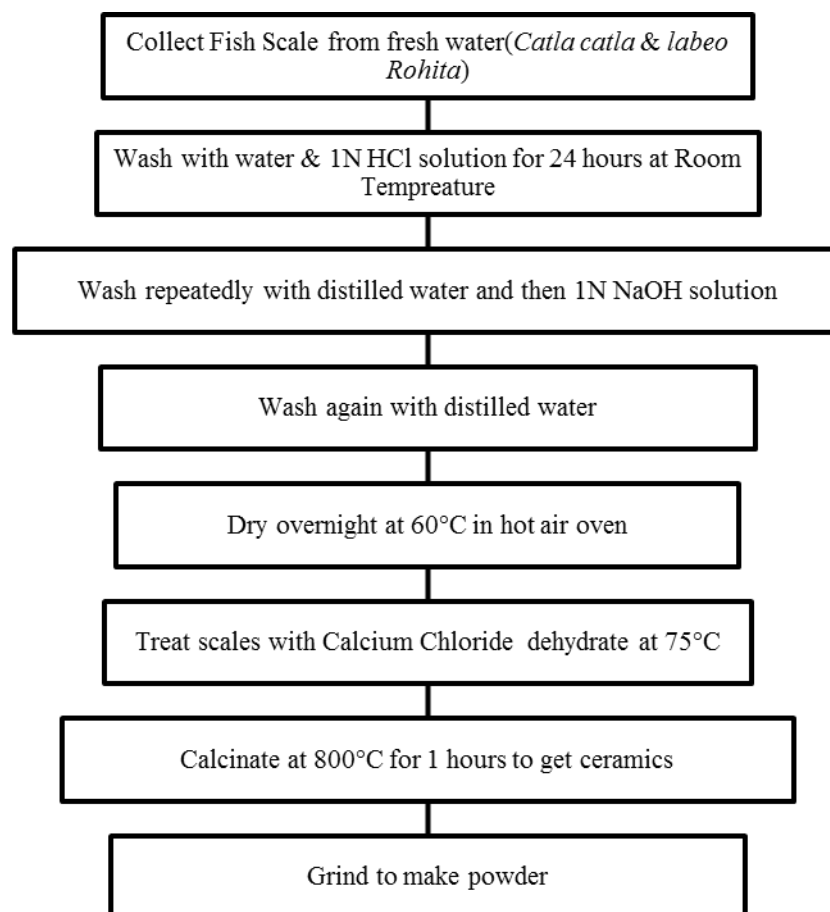 Collect Fish Scale from fresh water(Catla catla & labeo
Rohita)
Wash with water & 1N HCl solution for 24 hours at Room
Tempreature
Wash repeatedly with distilled water and then 1N NaOH solution
Wash again with distilled water
Dry overnight at 60°C in hot air oven
Treat scales with Calcium Chloride dehydrate at 75°C
Calcinate at 800°C for 1 hours to get ceramics
Grind to make powder